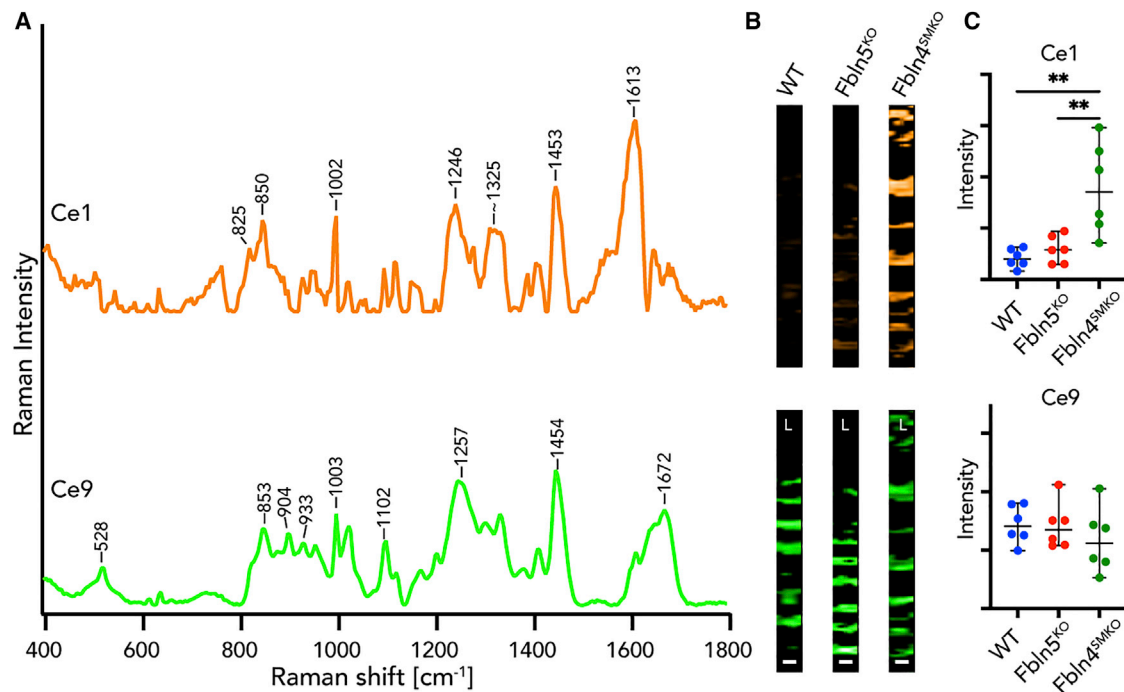 A
B
C
Raman Intensity
Ce1
825
850
1002
1246
~1325
1453
1613
Ce9
528
853
904
933
1003
1102
1257
1454
1672
400 600 800 1000 1200 1400 1600 1800
Raman shift [cm⁻¹]
WT
Fbln5ᴷᴼ
Fbln4ˢᴹᴷᴼ
L
L
L
Ce1
**
**
Intensity
WT
Fbln5ᴷᴼ
Fbln4ˢᴹᴷᴼ
Ce9
Intensity
WT
Fbln5ᴷᴼ
Fbln4ˢᴹᴷᴼ